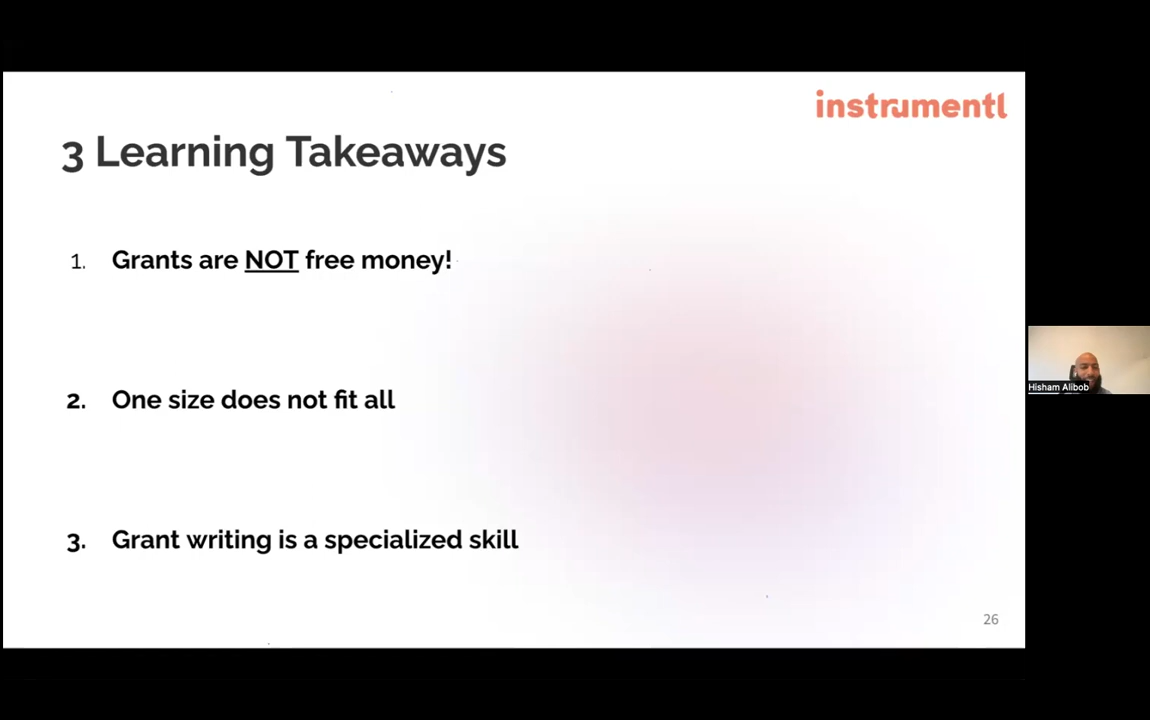 instrumentl
3 Learning Takeaways
1. Grants are NOT free money!
2. One size does not fit all
3. Grant writing is a specialized skill
26
Hisham Alibob